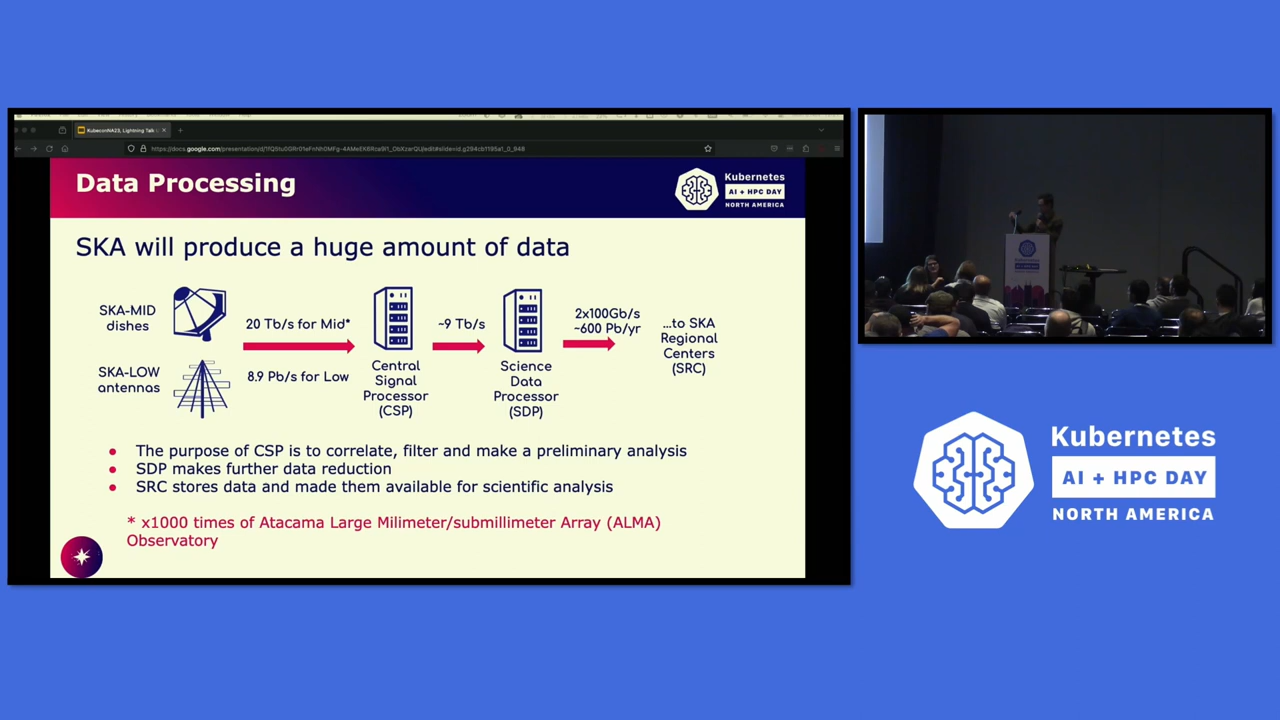 KubeconNA23, Lightning Talk
Data Processing
Kubernetes
AI + HPC DAY
NORTH AMERICA
SKA will produce a huge amount of data
SKA-MID
dishes
20 Tb/s for Mid*
SKA-LOW
antennas
8.9 Pb/s for Low
Central
Signal
Processor
(CSP)
~9 Tb/s
Science
Data
Processor
(SDP)
2x100Gb/s
~600 Pb/yr
...to SKA
Regional
Centers
(SRC)
• The purpose of CSP is to correlate, filter and make a preliminary analysis
• SDP makes further data reduction
• SRC stores data and made them available for scientific analysis
* x1000 times of Atacama Large Milimeter/submillimeter Array (ALMA)
Observatory
Kubernetes
AI + HPC DAY
NORTH AMERICA